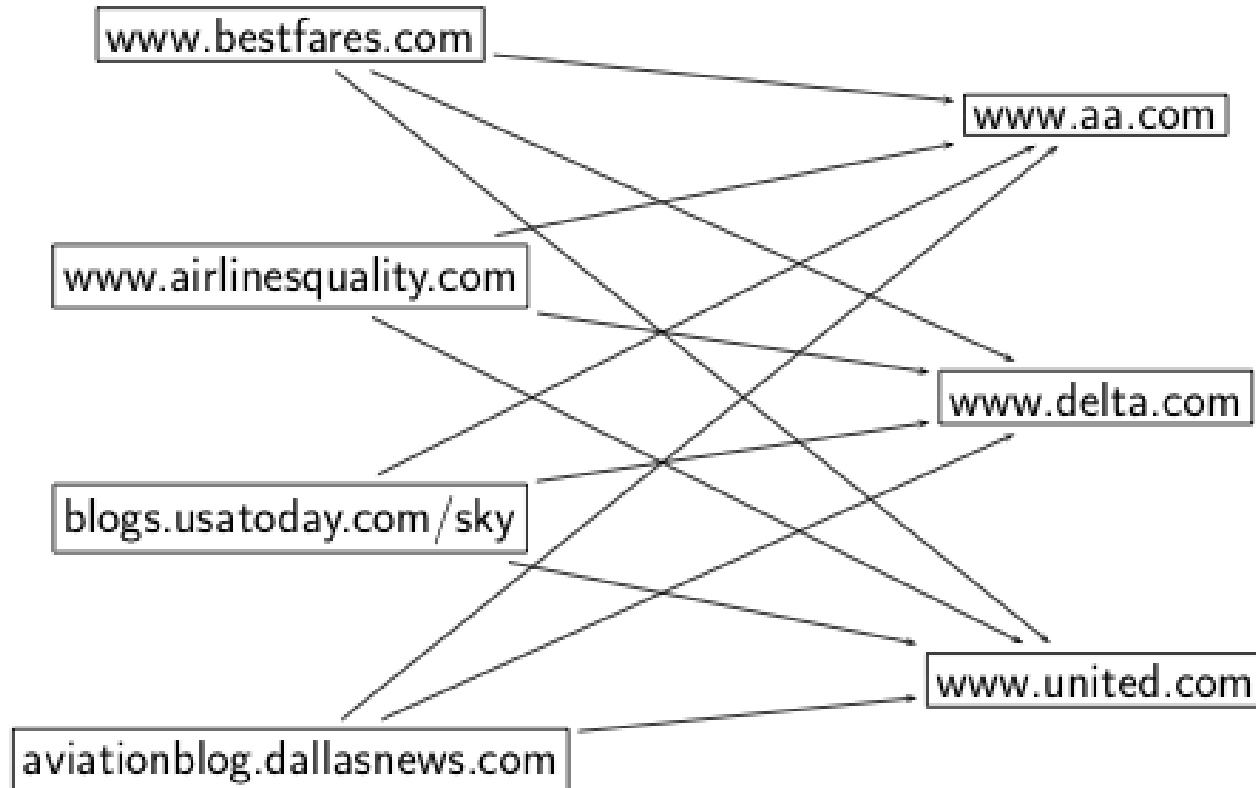 www.bestfares.com
www.aa.com
www.airlinesquality.com
www.delta.com
blogs.usatoday.com/sky
www.united.com
aviationblog.dallasnews.com